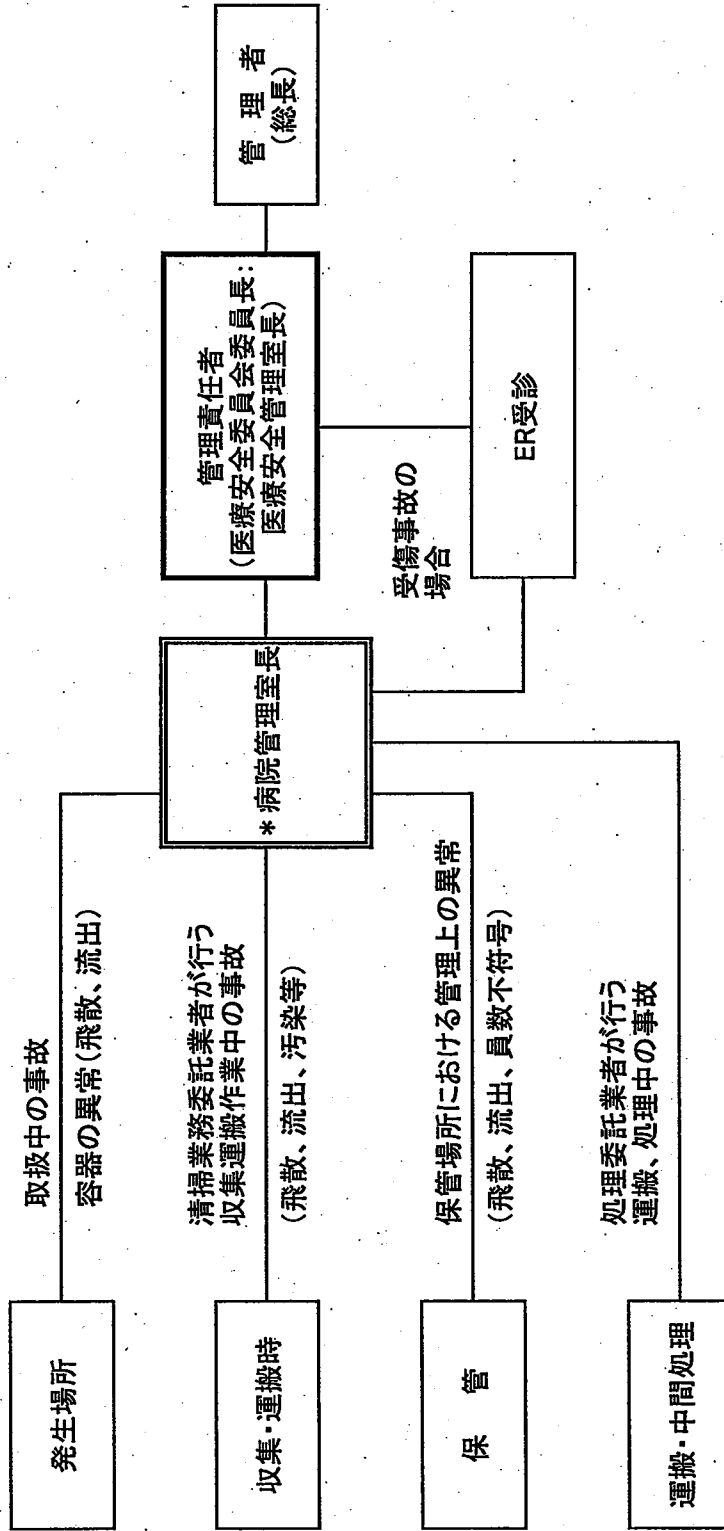 発生場所
取扱中の事故
容器の異常(飛散、流出)
収集・運搬時
清掃業務委託業者が行う
収集運搬作業中の事故
(飛散、流出、汚染等)
保 管
保管場所における管理上の異常
(飛散、流出、員数不符号)
運搬・中間処理
処理委託業者が行う
運搬、処理中の事故
*病院管理室長
管理責任者
(医療安全委員会委員長:
医療安全管理室長)
受傷事故の
場合
ER受診
管 理 者
(総長)